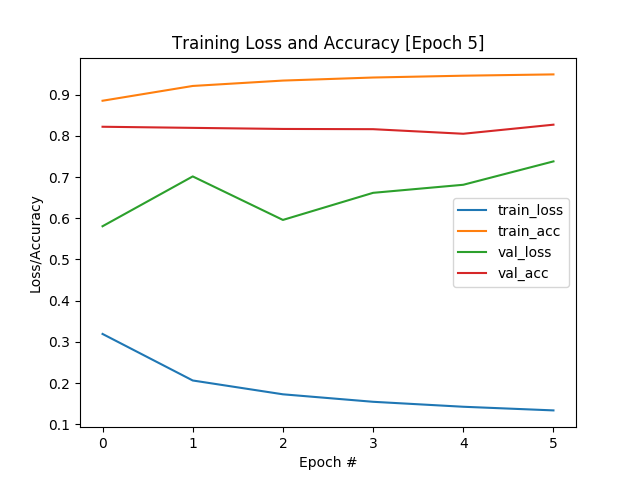 Training Loss and Accuracy [Epoch 5]
0.9
0.8
0.7
0.6
0.5
0.4
0.3
0.2
0.1
Loss/Accuracy
train_loss
train_acc
val_loss
val_acc
0 1 2 3 4 5
Epoch #